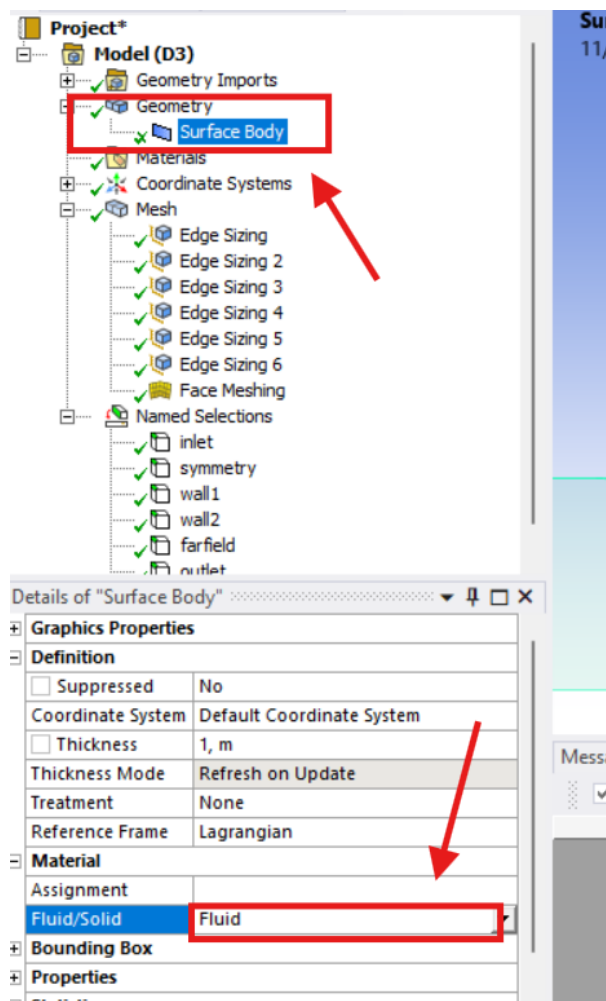 Project*
Su
Model (D3)
11/
Geometry Imports
Geometry
Surface Body
Materials
Coordinate Systems
Mesh
Edge Sizing
Edge Sizing 2
Edge Sizing 3
Edge Sizing 4
Edge Sizing 5
Edge Sizing 6
Face Meshing
Named Selections
inlet
symmetry
wall1
wall2
farfield
outlet
Details of "Surface Body"
Graphics Properties
Definition
Suppressed No
Coordinate System Default Coordinate System
Thickness 1, m
Thickness Mode Refresh on Update
Messa
Treatment None
Reference Frame Lagrangian
Material
Assignment
Fluid/Solid Fluid
Bounding Box
Properties